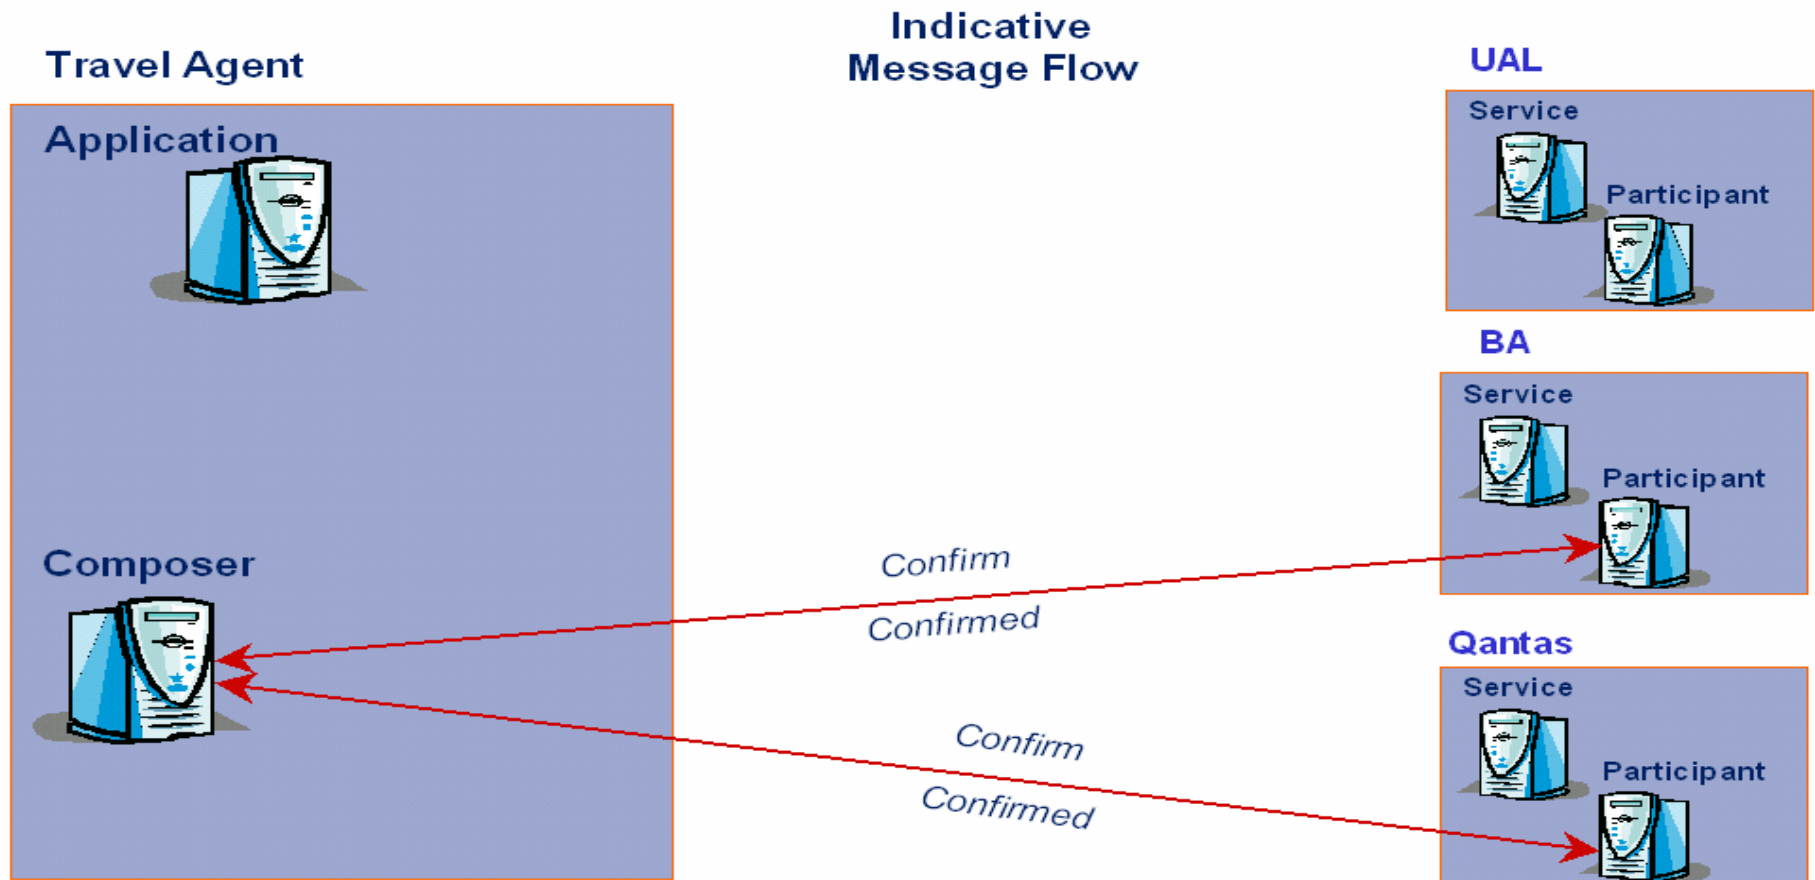 Indicative
Message Flow
Travel Agent
Application
Composer
UAL
Service
Participant
BA
Service
Participant
Confirm
Confirmed
Qantas
Service
Participant
Confirm
Confirmed